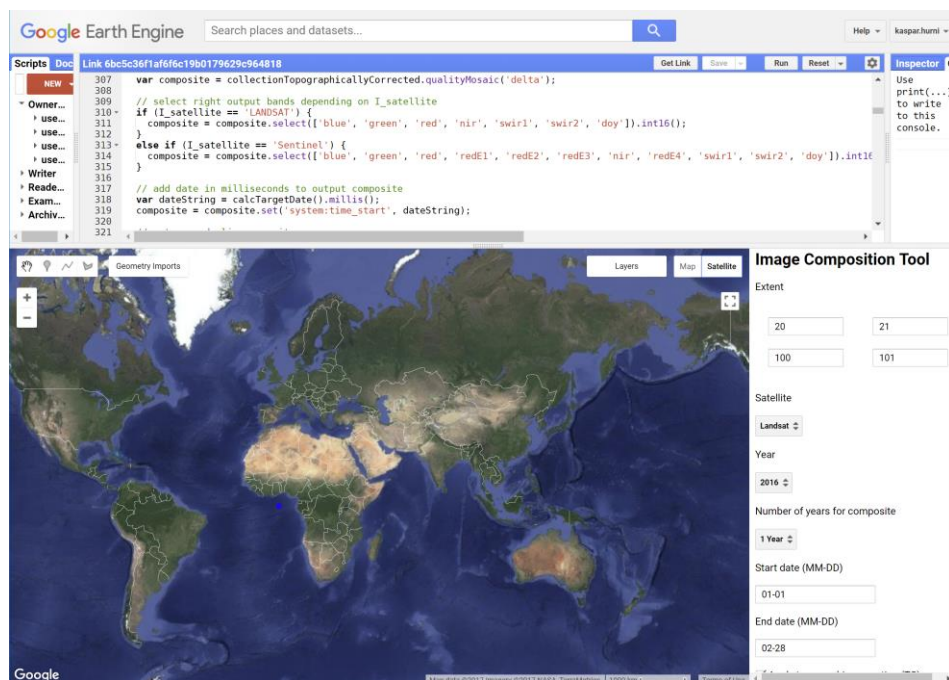 Google Earth Engine
Search places and datasets...
Help
kaspar.hurni
Scripts Doc
Link 6bc5c36f1af6f6c19b0179629c964818
Get Link Save Run Reset
Inspector
NEW
Owner...
use...
use...
use...
use...
Writer
Reade...
Exam...
Archiv...
307 var composite = collectionTopographicallyCorrected.qualityMosaic('delta');
308
309 // select right output bands depending on I_satellite
310 if (I_satellite == 'LANDSAT') {
311 composite = composite.select(['blue', 'green', 'red', 'nir', 'swir1', 'swir2', 'doy']).int16();
312 }
313 else if (I_satellite == 'Sentinel') {
314 composite = composite.select(['blue', 'green', 'red', 'redE1', 'redE2', 'redE3', 'nir', 'redE4', 'swir1', 'swir2', 'doy']).int16
315 }
316
317 // add date in milliseconds to output composite
318 var dateString = calcTargetDate().millis();
319 composite = composite.set('system:time_start', dateString);
320
321
Use
print(...)
to write
to this
console.
Geometry Imports
Layers
Map Satellite
+
−
Google
Image Composition Tool
Extent
20 21
100 101
Satellite
Landsat
Year
2016
Number of years for composite
1 Year
Start date (MM-DD)
01-01
End date (MM-DD)
02-28